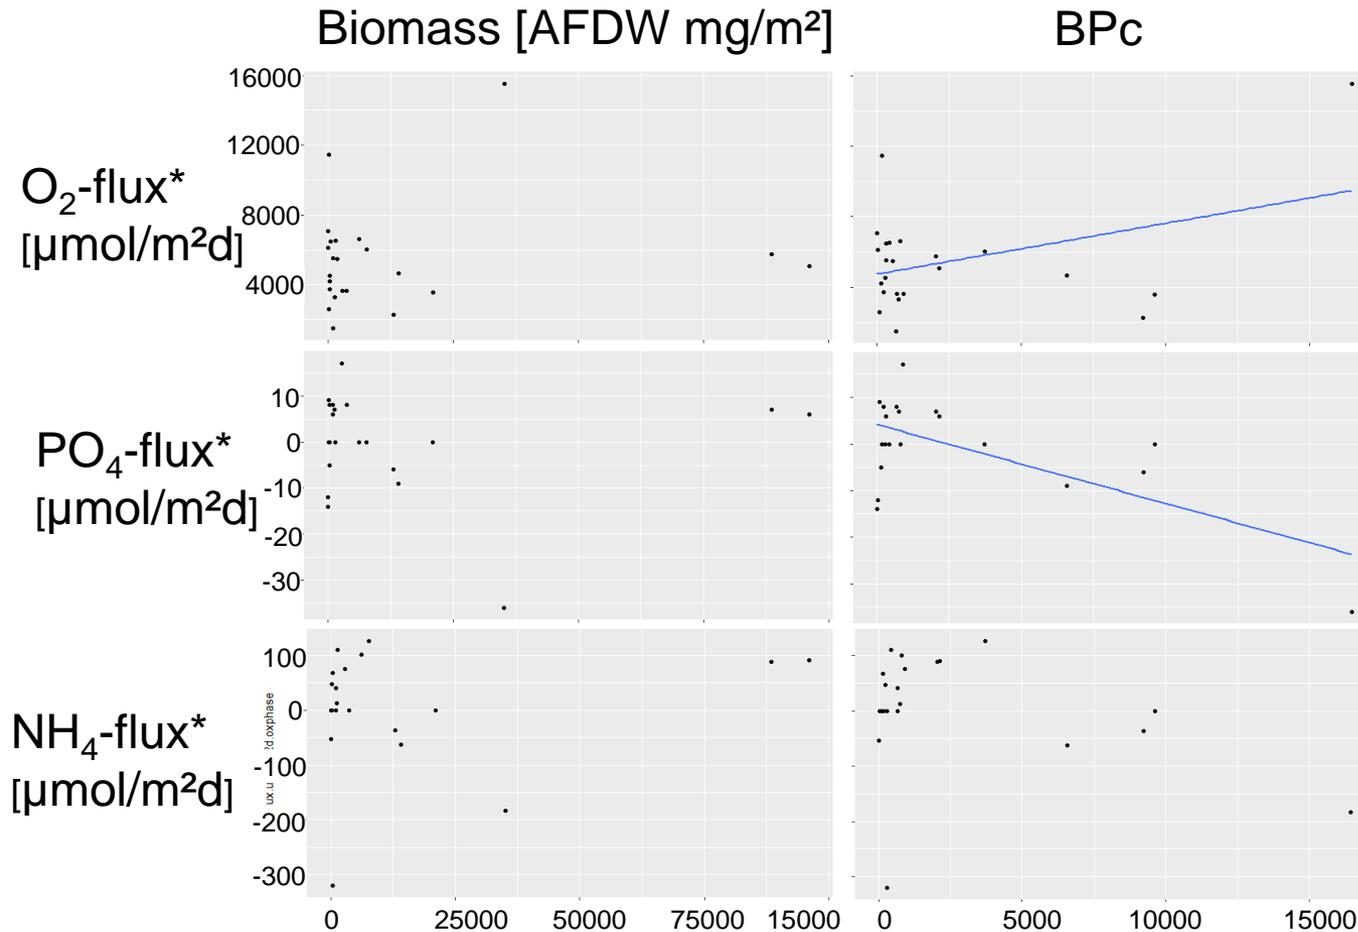 Biomass [AFDW mg/m²]
BPc
16000
12000
8000
4000
O₂-flux*
[µmol/m²d]
10
0
-10
-20
-30
PO₄-flux*
[µmol/m²d]
100
0
-100
-200
-300
NH₄-flux*
[µmol/m²d]
ux.u ?d.oxphase
0 25000 50000 75000 15000
0 5000 10000 15000